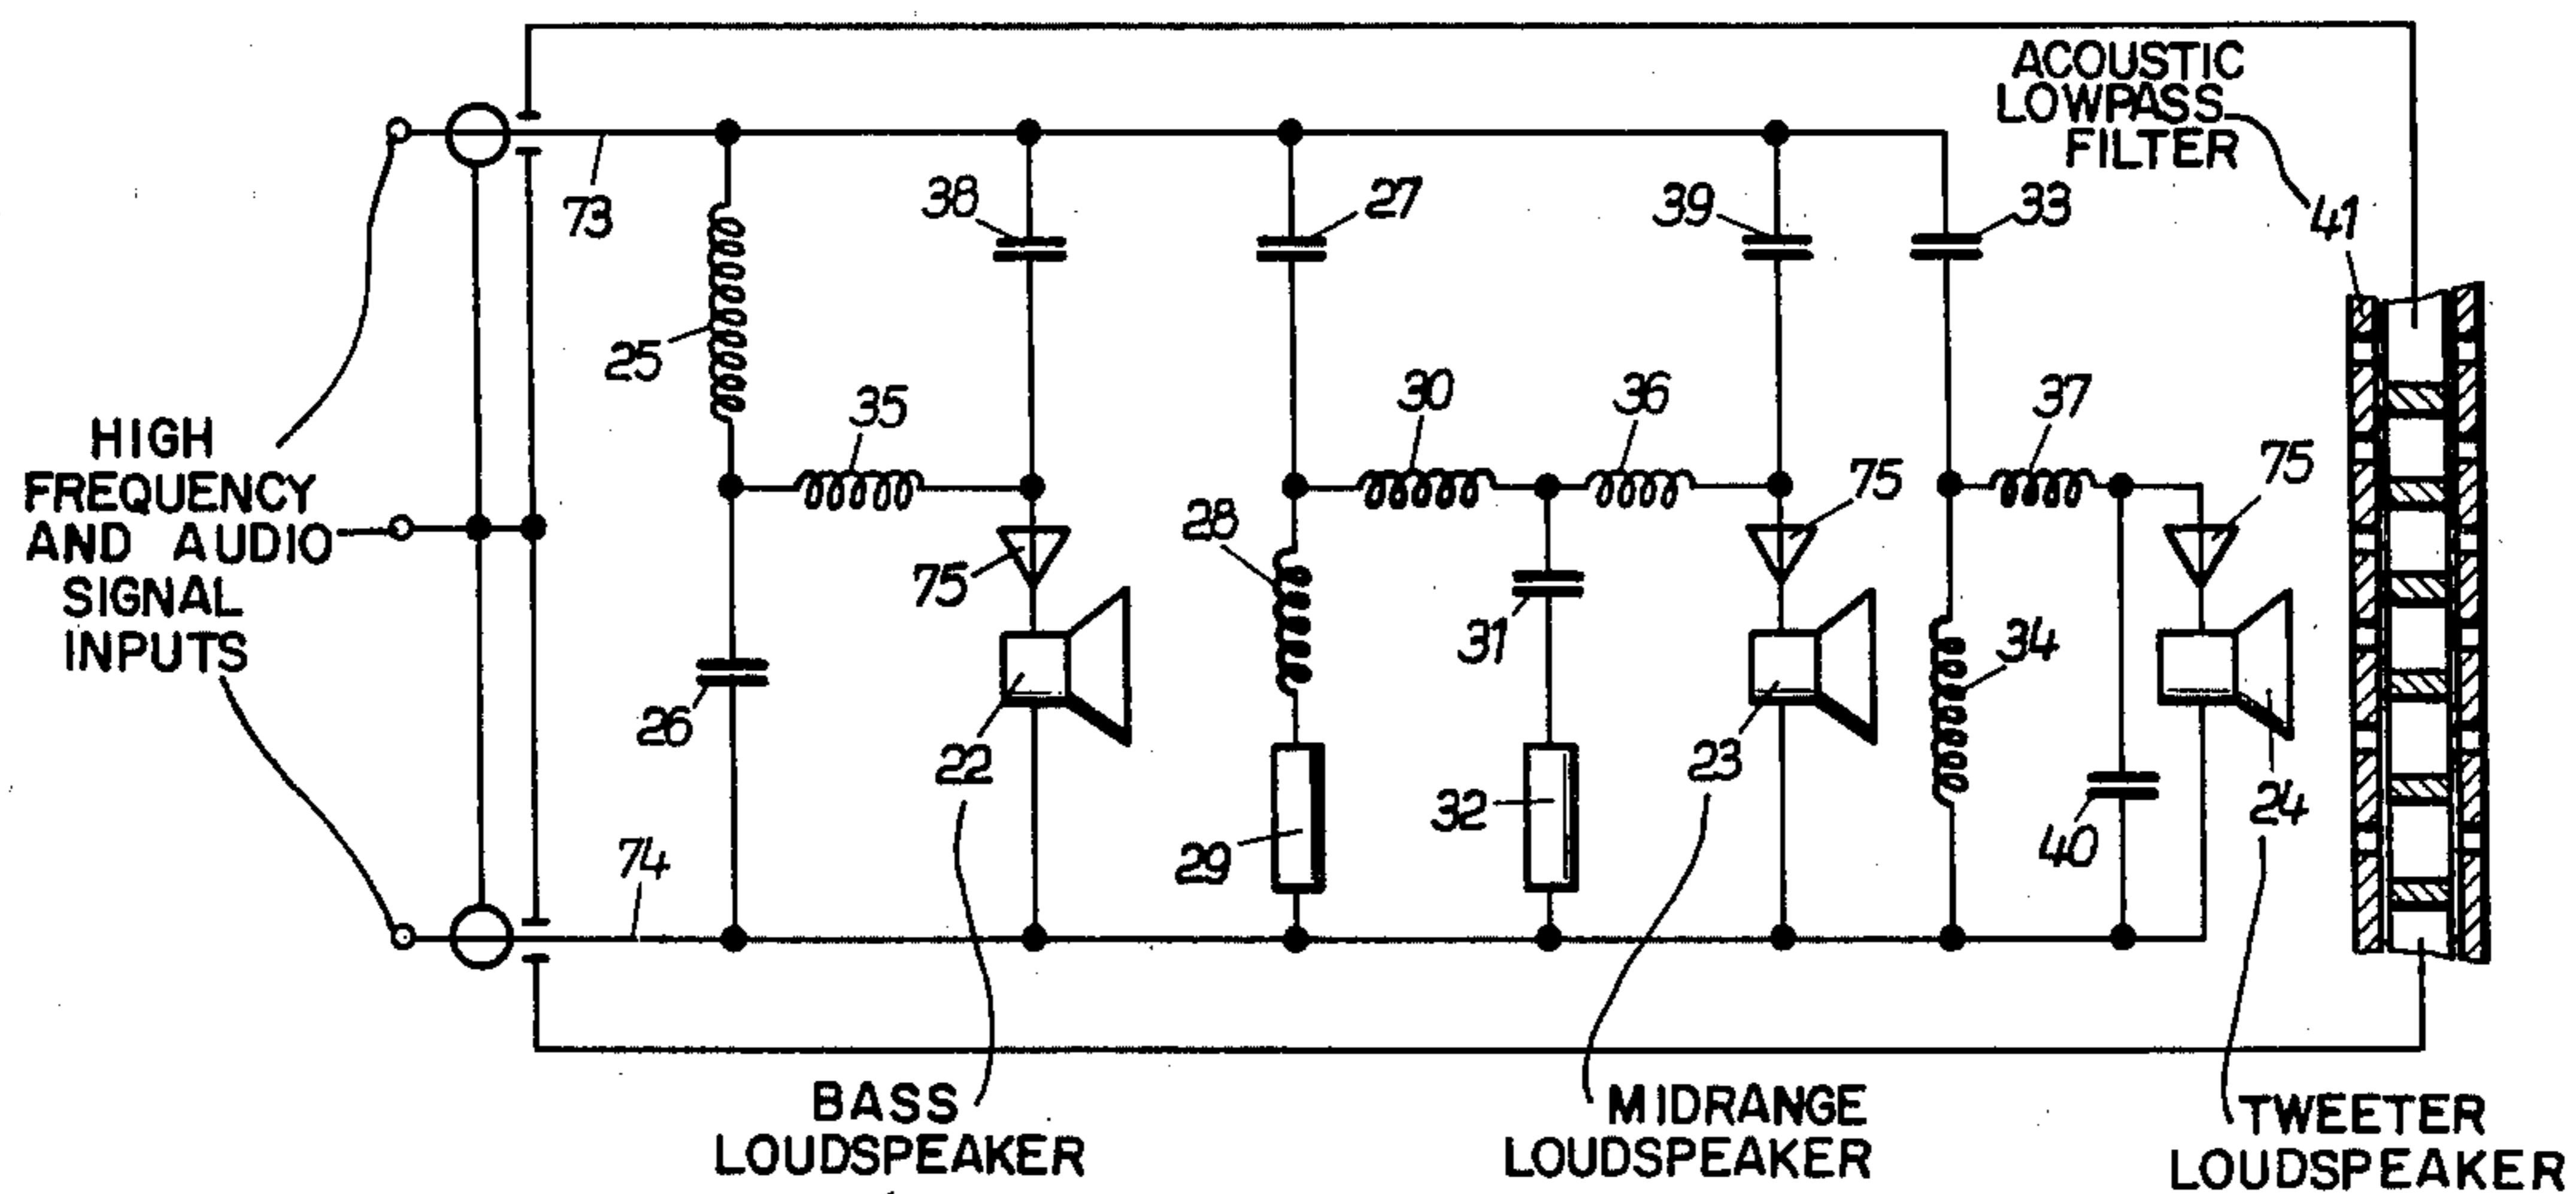 ACOUSTIC
LOWPASS
FILTER
41
73
38
27
39
33
25
35
30
36
37
75
HIGH
FREQUENCY
AND AUDIO
SIGNAL
INPUTS
28
75
75
31
34
26
22
23
32
24
29
40
74
BASS
LOUDSPEAKER
MIDRANGE
LOUDSPEAKER
TWEETER
LOUDSPEAKER